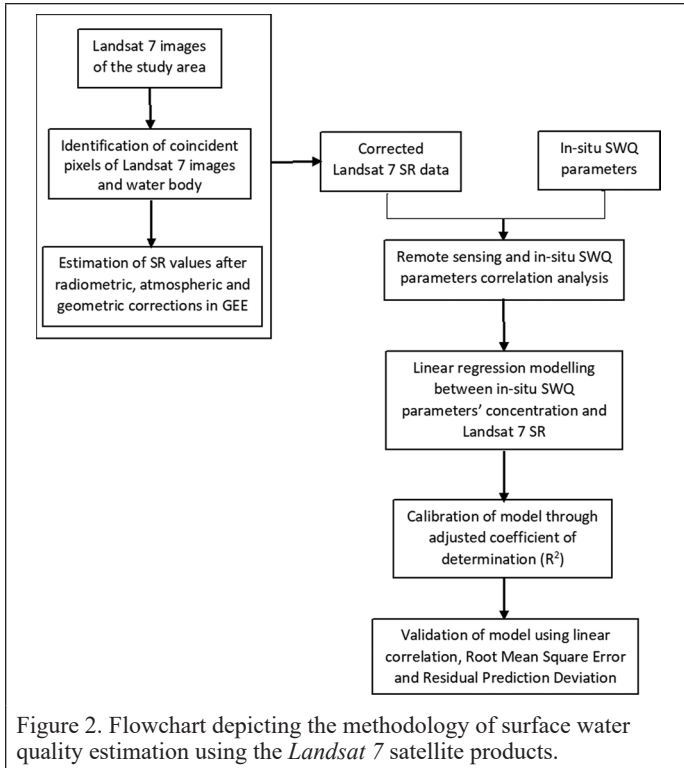 Landsat 7 images
of the study area
Identification of coincident
pixels of Landsat 7 images
and water body
Estimation of SR values after
radiometric, atmospheric and
geometric corrections in GEE
Corrected
Landsat 7 SR data
In-situ SWQ
parameters
Remote sensing and in-situ SWQ
parameters correlation analysis
Linear regression modelling
between in-situ SWQ
parameters’ concentration and
Landsat 7 SR
Calibration of model through
adjusted coefficient of
determination (R²)
Validation of model using linear
correlation, Root Mean Square Error
and Residual Prediction Deviation
Figure 2. Flowchart depicting the methodology of surface water
quality estimation using the Landsat 7 satellite products.